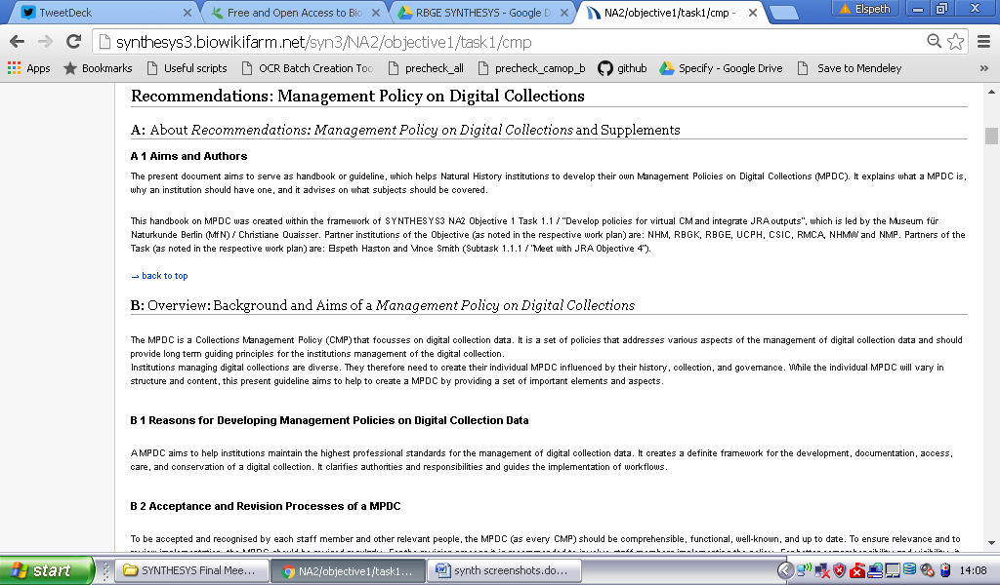 TweetDeck
Free and Open Access to Bio
RBGE SYNTHESYS - Google D
NA2/objective1/task1/cmp -
Elspeth
synthesys3.biowikifarm.net/syn3/NA2/objective1/task1/cmp
Apps
Bookmarks
Useful scripts
OCR Batch Creation Too
precheck_all
precheck_camop_b
github
Specify - Google Drive
Save to Mendeley
»
Recommendations: Management Policy on Digital Collections
A: About Recommendations: Management Policy on Digital Collections and Supplements
A 1 Aims and Authors
The present document aims to serve as handbook or guideline, which helps Natural History institutions to develop their own Management Policies on Digital Collections (MPDC). It explains what a MPDC is,
why an institution should have one, and it advises on what subjects should be covered.
This handbook on MPDC was created within the framework of SYNTHESYS3 NA2 Objective 1 Task 1.1 / "Develop policies for virtual CM and integrate JRA outputs", which is led by the Museum für
Naturkunde Berlin (MfN) / Christiane Quaisser. Partner institutions of the Objective (as noted in the respective work plan) are: NHM, RBGK, RBGE, UCPH, CSIC, RMCA, NHMW and NMP. Partners of the
Task (as noted in the respective work plan) are: Elspeth Haston and Vince Smith (Subtask 1.1.1 / "Meet with JRA Objective 4").
→ back to top
B: Overview: Background and Aims of a Management Policy on Digital Collections
The MPDC is a Collections Management Policy (CMP) that focusses on digital collection data. It is a set of policies that addresses various aspects of the management of digital collection data and should
provide long term guiding principles for the institutions management of the digital collection.
Institutions managing digital collections are diverse. They therefore need to create their individual MPDC influenced by their history, collection, and governance. While the individual MPDC will vary in
structure and content, this present guideline aims to help to create a MPDC by providing a set of important elements and aspects.
B 1 Reasons for Developing Management Policies on Digital Collection Data
A MPDC aims to help institutions maintain the highest professional standards for the management of digital collection data. It creates a definite framework for the development, documentation, access,
care, and conservation of a digital collection. It clarifies authorities and responsibilities and guides the implementation of workflows.
B 2 Acceptance and Revision Processes of a MPDC
To be accepted and recognised by each staff member and other relevant people, the MPDC (as every CMP) should be comprehensible, functional, well-known, and up to date. To ensure relevance and to
start
SYNTHESYS Final Mee...
NA2/objective1/task1...
synth screenshots.do...
14:08